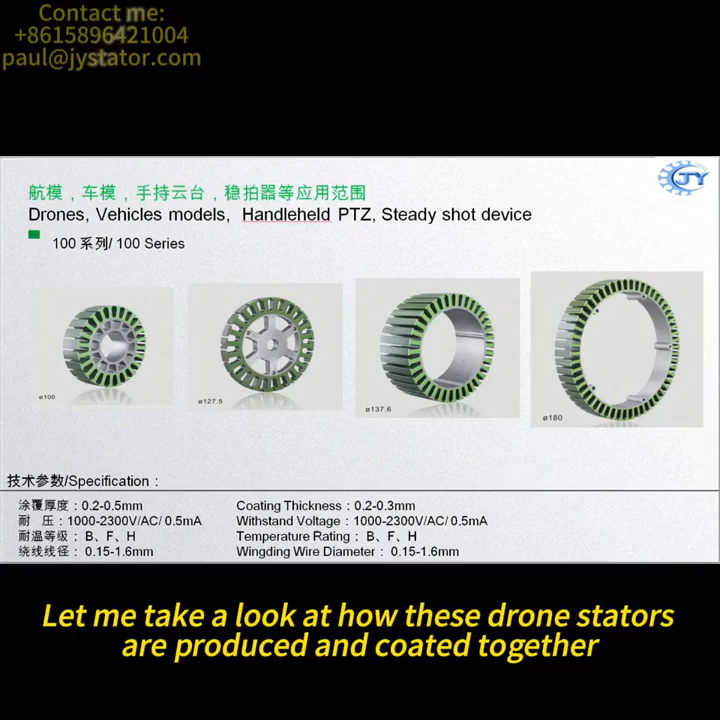 Contact me:
+8615896421004
paul@jystator.com
JY
航模，车模，手持云台，稳拍器等应用范围
Drones, Vehicles models, Handleheld PTZ, Steady shot device
100 系列/ 100 Series
ø100
ø127.5
ø137.6
ø180
技术参数/Specification：
涂覆厚度：0.2-0.5mm
Coating Thickness：0.2-0.3mm
耐 压：1000-2300V/AC/ 0.5mA
Withstand Voltage：1000-2300V/AC/ 0.5mA
耐温等级： B、F、H
Temperature Rating： B、F、H
绕线线径： 0.15-1.6mm
Wingding Wire Diameter： 0.15-1.6mm
Let me take a look at how these drone stators
are produced and coated together